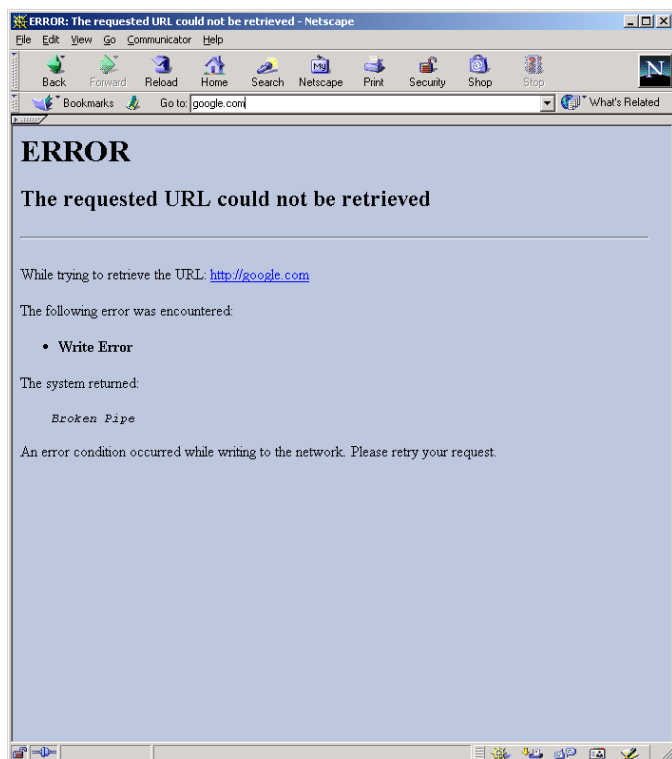 ERROR: The requested URL could not be retrieved - Netscape
File Edit View Go Communicator Help
My
N
Back Forward Reload Home Search Netscape Print Security Shop Stop
Bookmarks Go to: google.com What's Related
ERROR
The requested URL could not be retrieved
While trying to retrieve the URL: http://google.com
The following error was encountered:
• Write Error
The system returned:
Broken Pipe
An error condition occurred while writing to the network. Please retry your request.